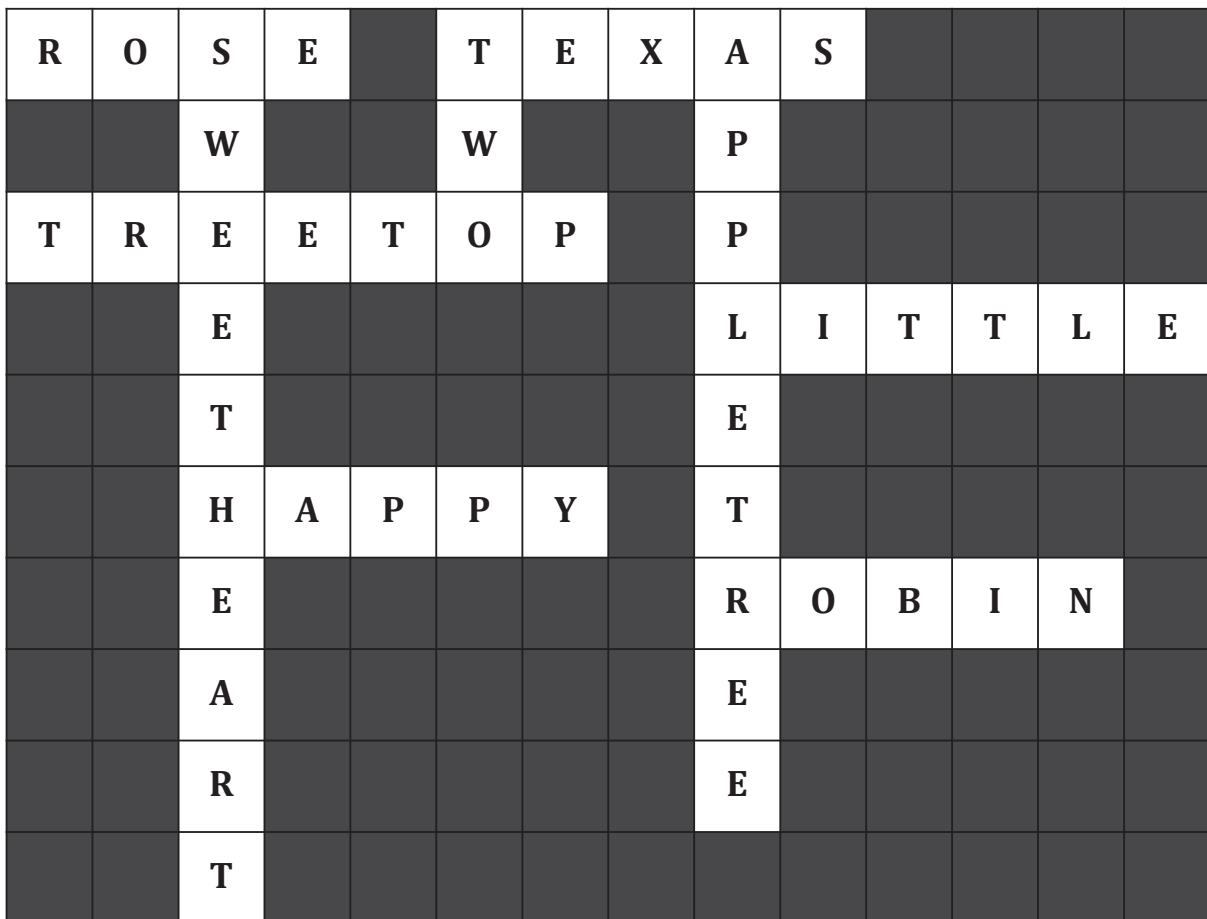 R O S E T E X A S
W W P
T R E E T O P P
E L I T T L E
T E
H A P P Y T
E R O B I N
A E
R E
T